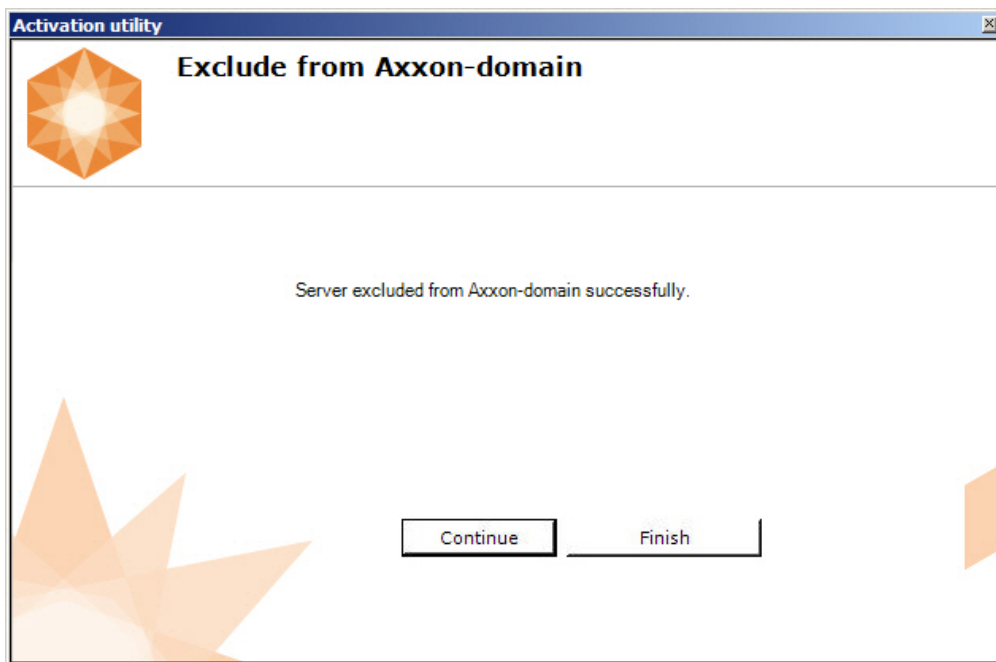 Activation utility
Exclude from Axxon-domain
Server excluded from Axxon-domain successfully.
Continue
Finish